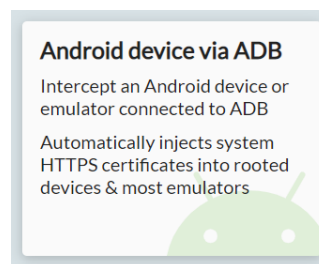 Android device via ADB
Intercept an Android device or
emulator connected to ADB
Automatically injects system
HTTPS certificates into rooted
devices & most emulators